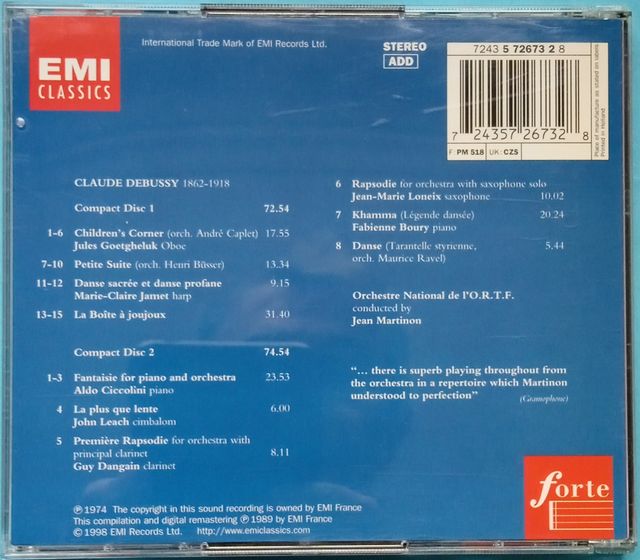 International Trade Mark of EMI Records Ltd.
EMI
CLASSICS
STEREO
ADD
7243 5 72673 2 8
7 24357 26732 8
F: PM 518 UK: CZS
Place of manufacture as stated on labels
Printed in Holland
CLAUDE DEBUSSY 1862-1918
Compact Disc 1 72.54
1-6 Children's Corner (orch. André Caplet) 17.55
Jules Goetgheluk Oboe
7-10 Petite Suite (orch. Henri Büsser) 13.34
11-12 Danse sacrée et danse profane 9.15
Marie-Claire Jamet harp
13-15 La Boîte à joujoux 31.40
Compact Disc 2 74.54
1-3 Fantaisie for piano and orchestra 23.53
Aldo Ciccolini piano
4 La plus que lente 6.00
John Leach cimbalom
5 Première Rapsodie for orchestra with
principal clarinet 8.11
Guy Dangain clarinet
6 Rapsodie for orchestra with saxophone solo
Jean-Marie Loneix saxophone 10.02
7 Khamma (Légende dansée) 20.24
Fabienne Boury piano
8 Danse (Tarantelle styrienne, 5.44
orch. Maurice Ravel)
Orchestre National de l'O.R.T.F.
conducted by
Jean Martinon
"... there is superb playing throughout from
the orchestra in a repertoire which Martinon
understood to perfection" (Gramophone)
℗ 1974 The copyright in this sound recording is owned by EMI France
This compilation and digital remastering ℗ 1989 by EMI France
© 1998 EMI Records Ltd. http://www.emiclassics.com
forte